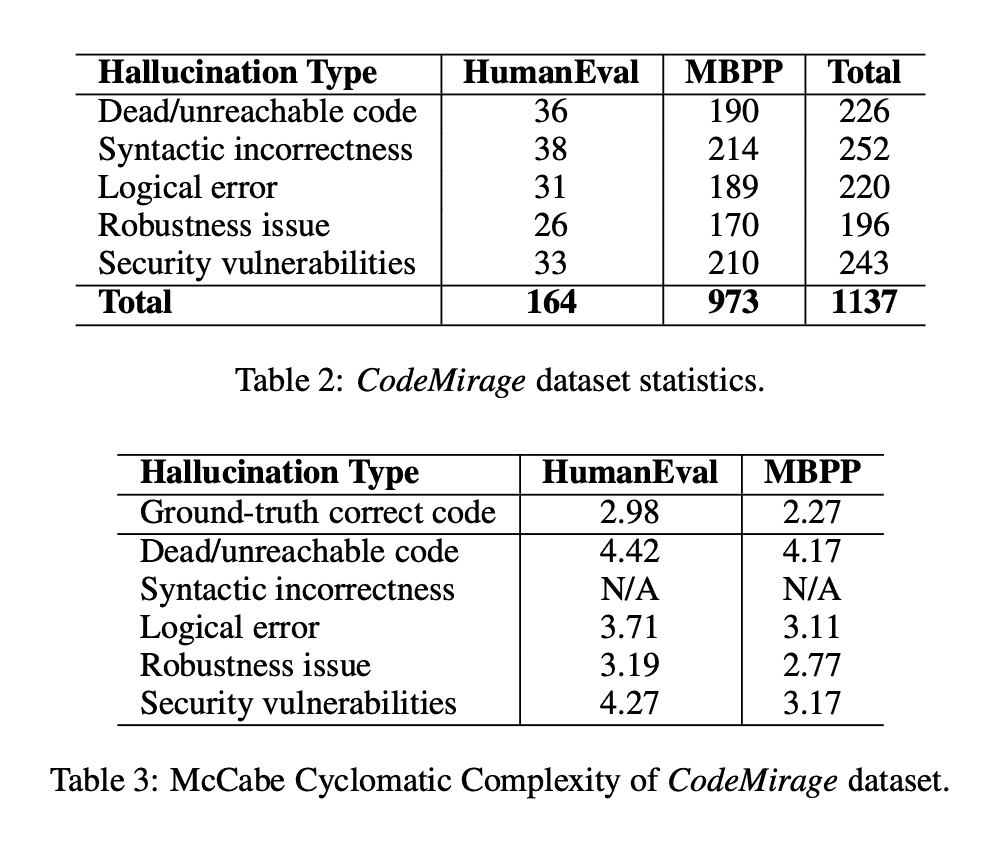 Hallucination Type HumanEval MBPP Total
Dead/unreachable code 36 190 226
Syntactic incorrectness 38 214 252
Logical error 31 189 220
Robustness issue 26 170 196
Security vulnerabilities 33 210 243
Total 164 973 1137
Table 2: CodeMirage dataset statistics.
Hallucination Type HumanEval MBPP
Ground-truth correct code 2.98 2.27
Dead/unreachable code 4.42 4.17
Syntactic incorrectness N/A N/A
Logical error 3.71 3.11
Robustness issue 3.19 2.77
Security vulnerabilities 4.27 3.17
Table 3: McCabe Cyclomatic Complexity of CodeMirage dataset.